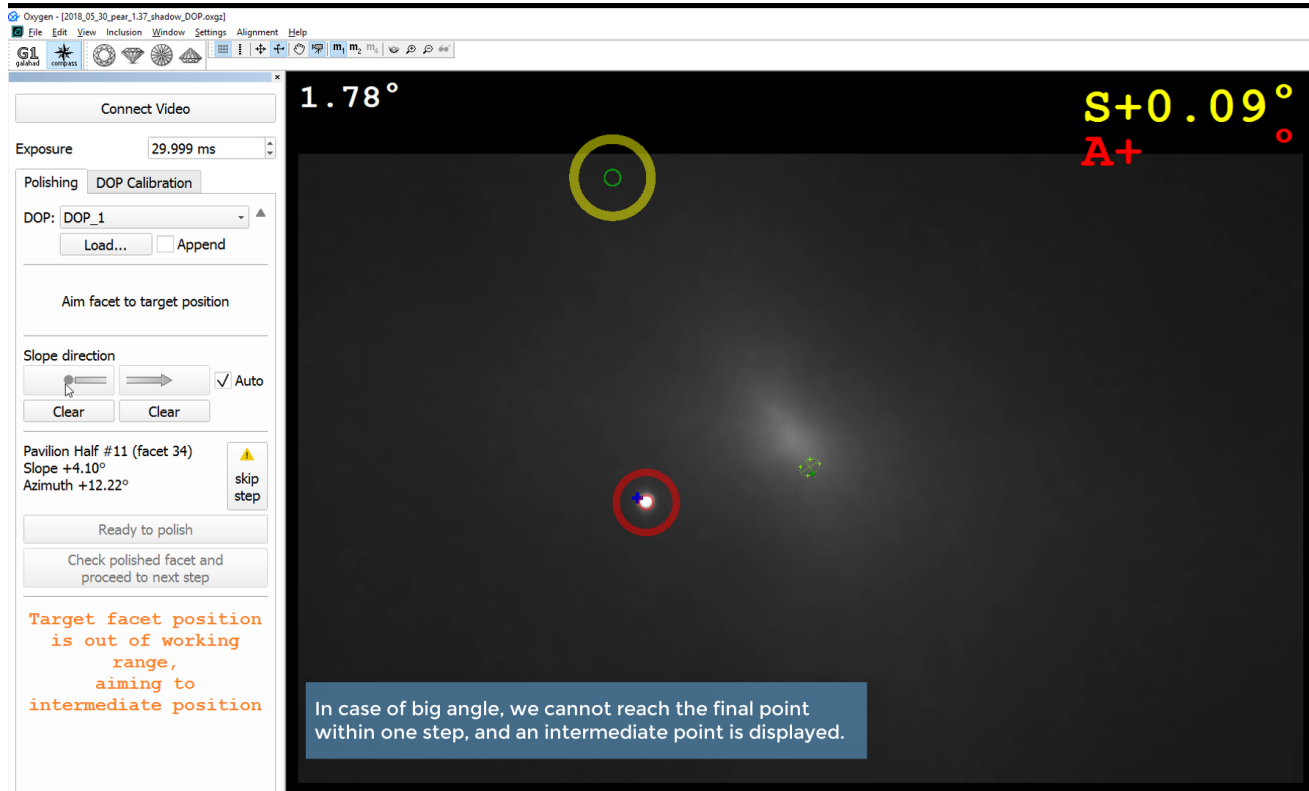 Oxygen - [2018_05_30_pear_1.37_shadow_DOP.oxgz]
File Edit View Inclusion Window Settings Alignment Help
G1 galahad compass m1 m2 m6
Connect Video
Exposure 29.999 ms
Polishing DOP Calibration
DOP: DOP_1
Load... Append
Aim facet to target position
Slope direction
Auto
Clear Clear
Pavilion Half #11 (facet 34)
Slope +4.10°
Azimuth +12.22°
skip
step
Ready to polish
Check polished facet and
proceed to next step
Target facet position
is out of working
range,
aiming to
intermediate position
1.78°
S+0.09°
A+ °
In case of big angle, we cannot reach the final point
within one step, and an intermediate point is displayed.